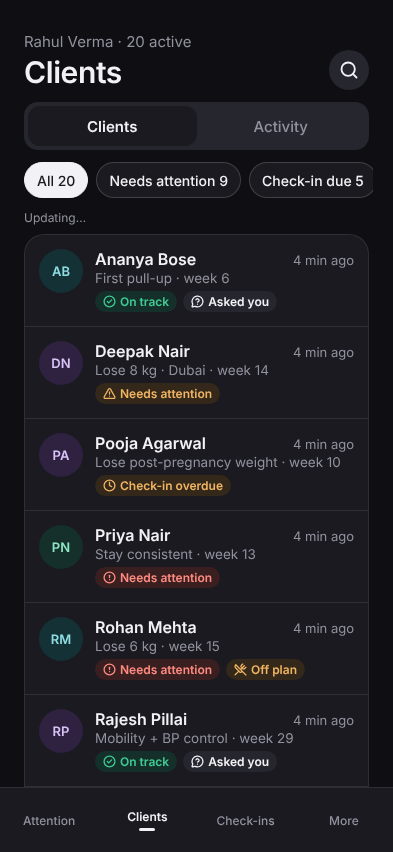 Rahul Verma · 20 active
Clients
Clients
Activity
All 20
Needs attention 9
Check-in due 5
Updating...
AB
Ananya Bose
4 min ago
First pull-up · week 6
On track
Asked you
DN
Deepak Nair
4 min ago
Lose 8 kg · Dubai · week 14
Needs attention
PA
Pooja Agarwal
4 min ago
Lose post-pregnancy weight · week 10
Check-in overdue
PN
Priya Nair
4 min ago
Stay consistent · week 13
Needs attention
RM
Rohan Mehta
4 min ago
Lose 6 kg · week 15
Needs attention
Off plan
RP
Rajesh Pillai
4 min ago
Mobility + BP control · week 29
On track
Asked you
Attention
Clients
Check-ins
More